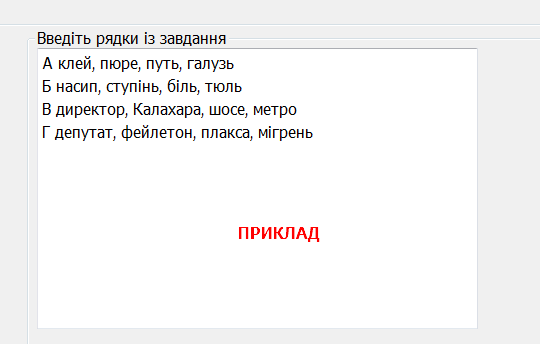 Введіть рядки із завдання
А клей, пюре, путь, галузь
Б насип, ступінь, біль, тюль
В директор, Калахара, шосе, метро
Г депутат, фейлетон, плакса, мігрень
ПРИКЛАД